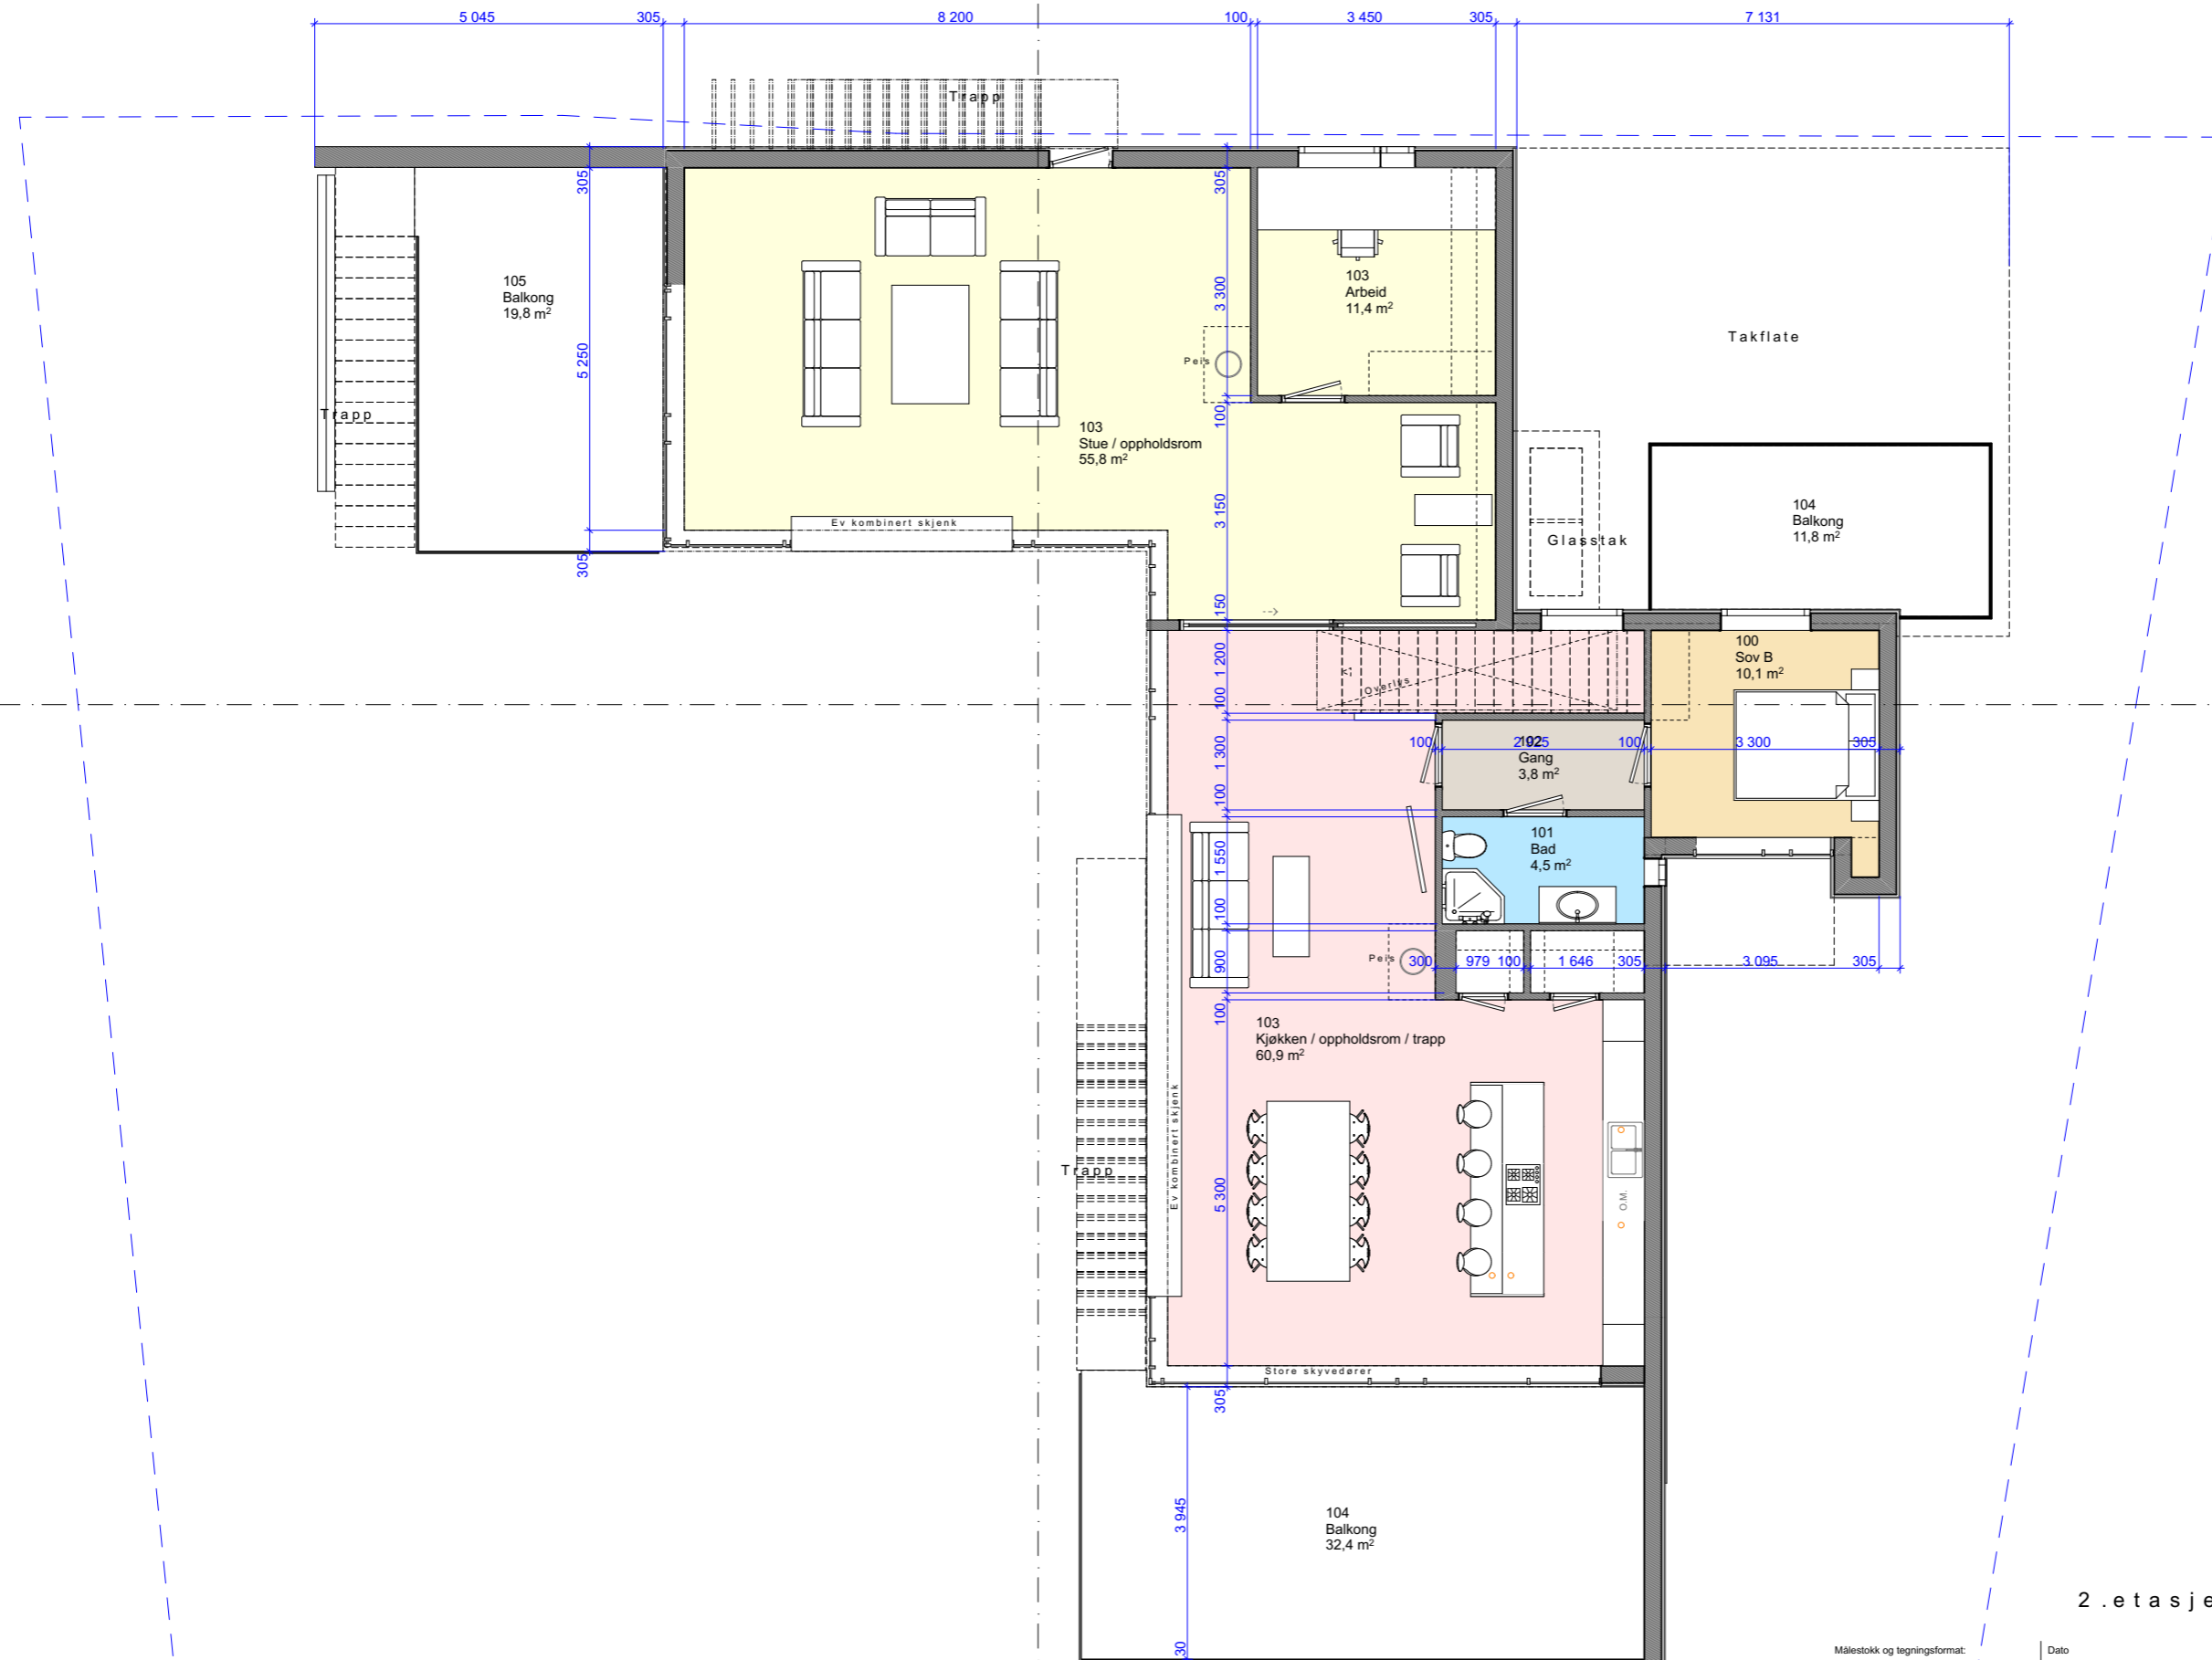 5 045
305
8 200
100
3 450
305
7 131
Trapp
305
305
105
Balkong
19,8 m²
3 300
103
Arbeid
11,4 m²
Takflate
5 250
Peis
Trapp
100
103
Stue / oppholdsrom
55,8 m²
3 150
Ev kombinert skjenk
104
Balkong
11,8 m²
Glasstak
305
150
1 200
Overlys
100
100
Sov B
10,1 m²
1 300
100
2 925
102
Gang
3,8 m²
100
3 300
305
100
1 550
101
Bad
4,5 m²
100
900
Peis
300
979
100
1 646
305
3 095
305
100
103
Kjøkken / oppholdsrom / trapp
60,9 m²
Ev kombinert skjenk
Trapp
5 300
O.M.
Store skyvedører
305
3 945
104
Balkong
32,4 m²
30
2.etasje
Målestokk og tegningsformat:
Dato